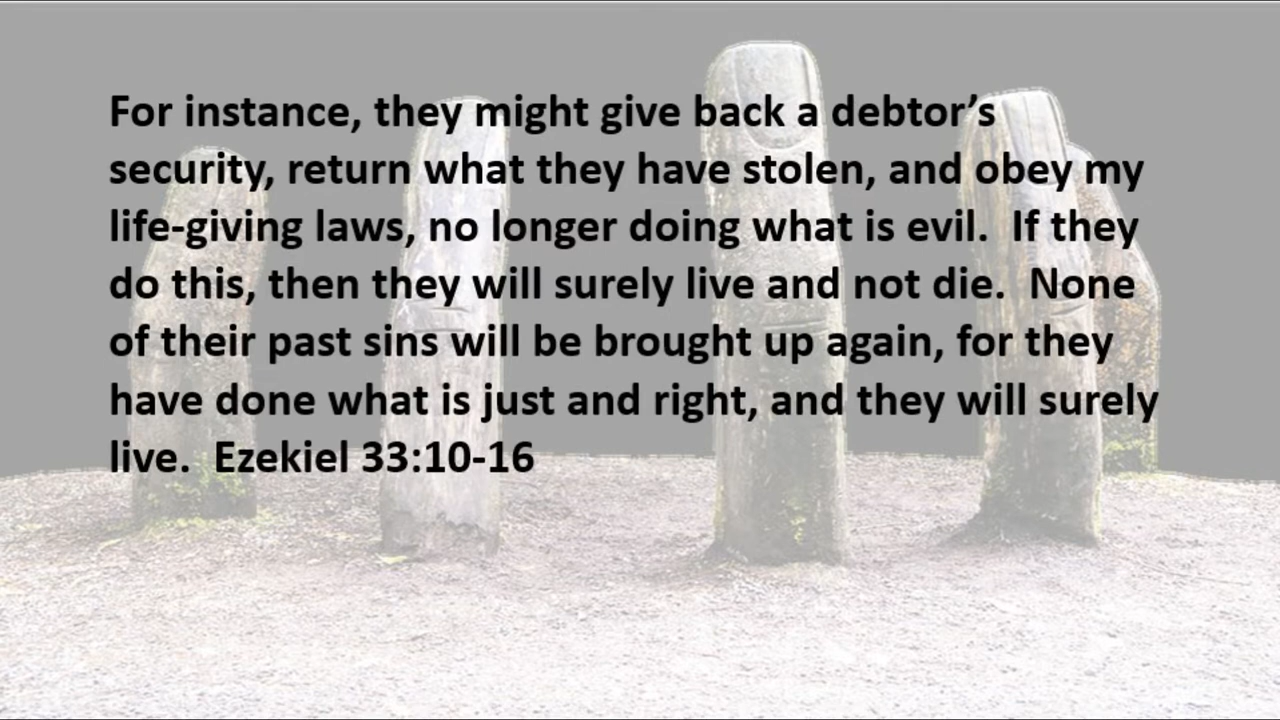 For instance, they might give back a debtor’s
security, return what they have stolen, and obey my
life-giving laws, no longer doing what is evil.  If they
do this, then they will surely live and not die.  None
of their past sins will be brought up again, for they
have done what is just and right, and they will surely
live.  Ezekiel 33:10-16